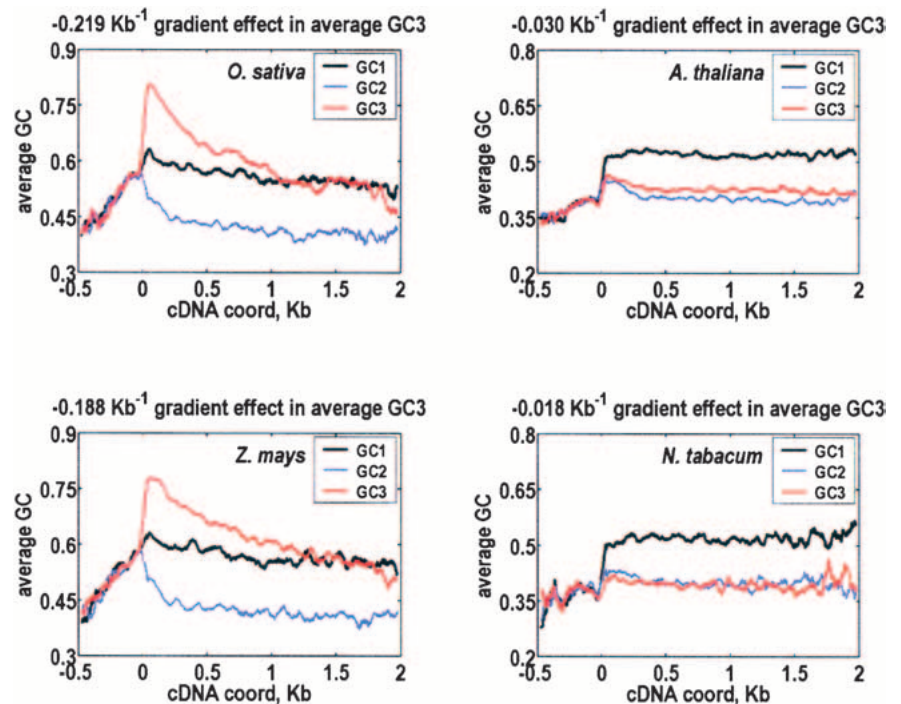 -0.219 Kb-1 gradient effect in average GC3
O. sativa
GC1
GC2
GC3
average GC
0.9
0.75
0.6
0.45
0.3
-0.5 0 0.5 1 1.5 2
cDNA coord, Kb
-0.030 Kb-1 gradient effect in average GC3
A. thaliana
GC1
GC2
GC3
average GC
0.8
0.65
0.5
0.35
0.2
-0.5 0 0.5 1 1.5 2
cDNA coord, Kb
-0.188 Kb-1 gradient effect in average GC3
Z. mays
GC1
GC2
GC3
average GC
0.9
0.75
0.6
0.45
0.3
-0.5 0 0.5 1 1.5 2
cDNA coord, Kb
-0.018 Kb-1 gradient effect in average GC3
N. tabacum
GC1
GC2
GC3
average GC
0.8
0.65
0.5
0.35
0.2
-0.5 0 0.5 1 1.5 2
cDNA coord, Kb